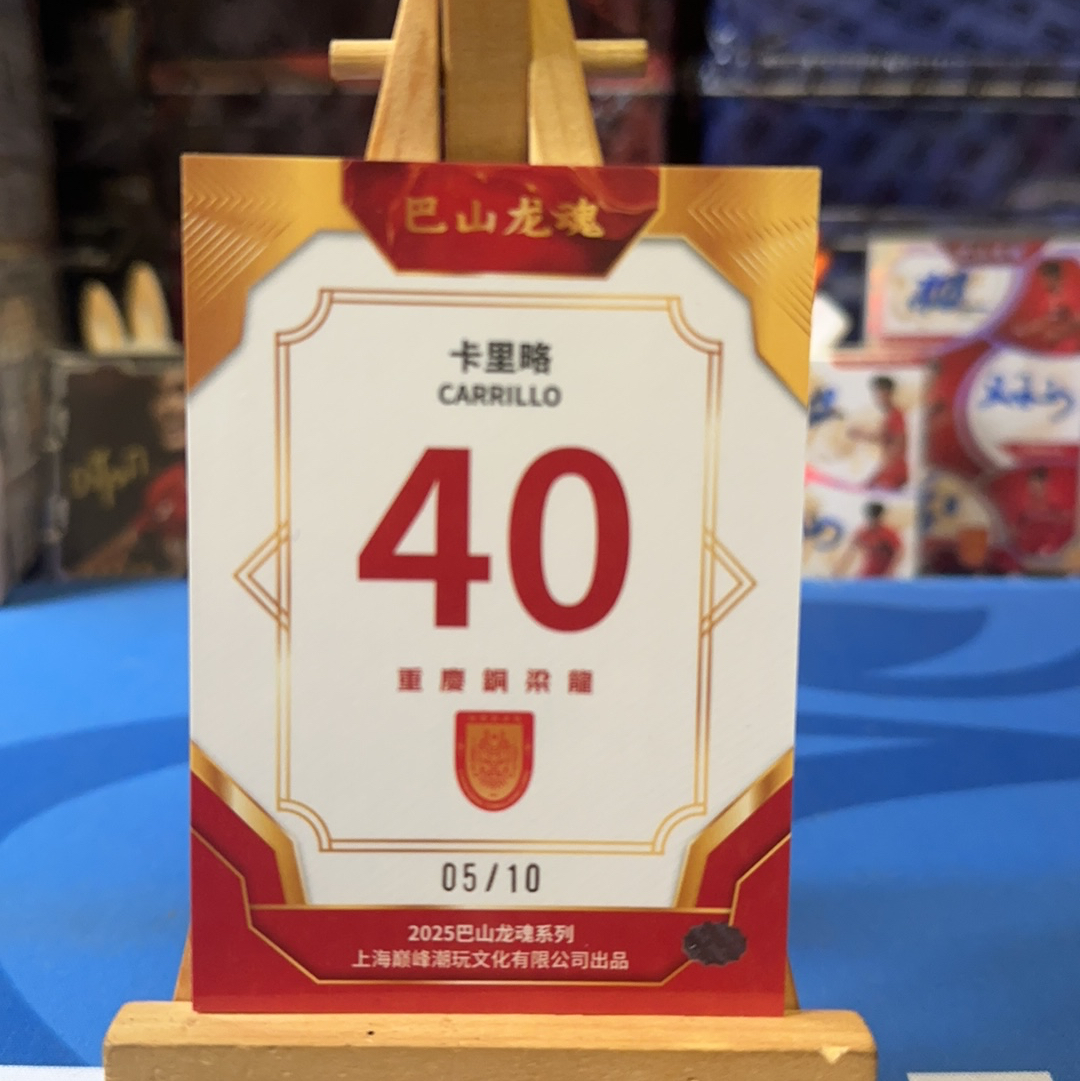 巴山龙魂
卡里略
CARRILLO
40
重慶銅梁龍
05/10
2025巴山龙魂系列
上海巅峰潮玩文化有限公司出品